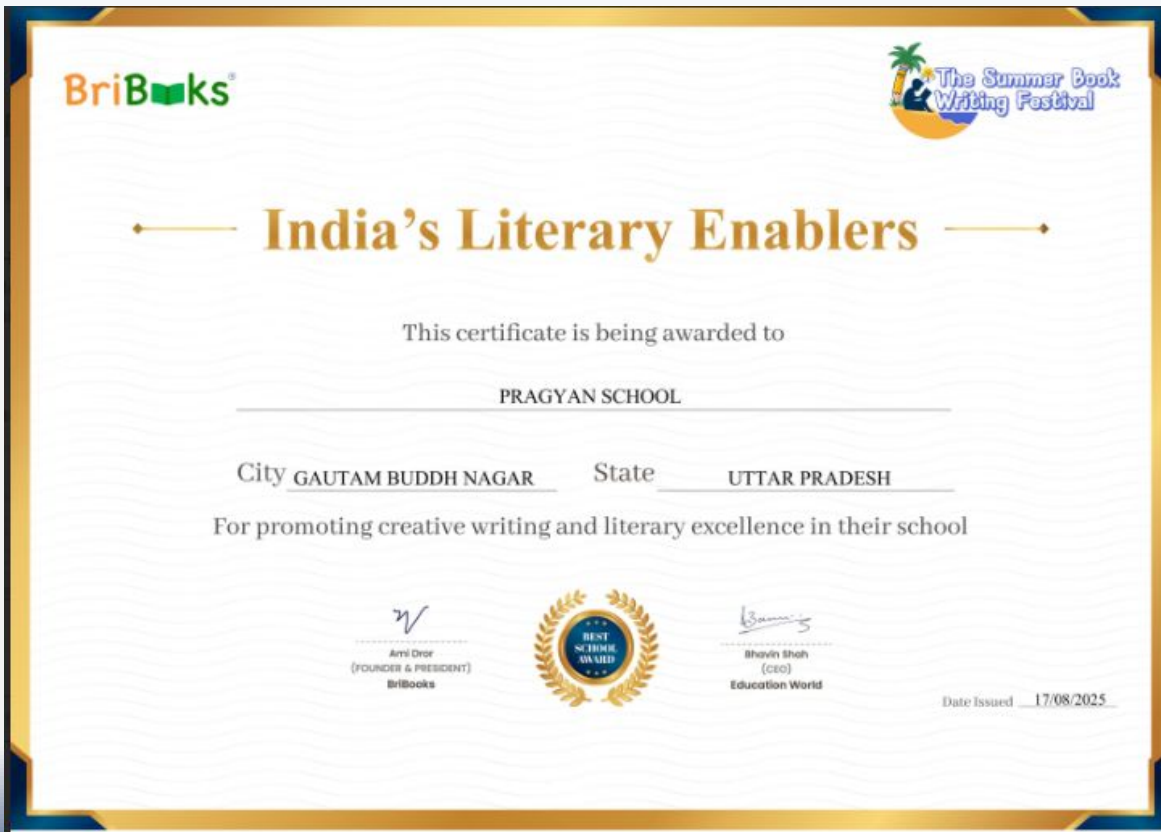 BriBooks®
The Summer Book
Writing Festival
India's Literary Enablers
This certificate is being awarded to
PRAGYAN SCHOOL
City GAUTAM BUDDH NAGAR State UTTAR PRADESH
For promoting creative writing and literary excellence in their school
BEST
SCHOOL
AWARD
Ami Dror
(FOUNDER & PRESIDENT)
BriBooks
Bhavin Shah
(CEO)
Education World
Date Issued 17/08/2025